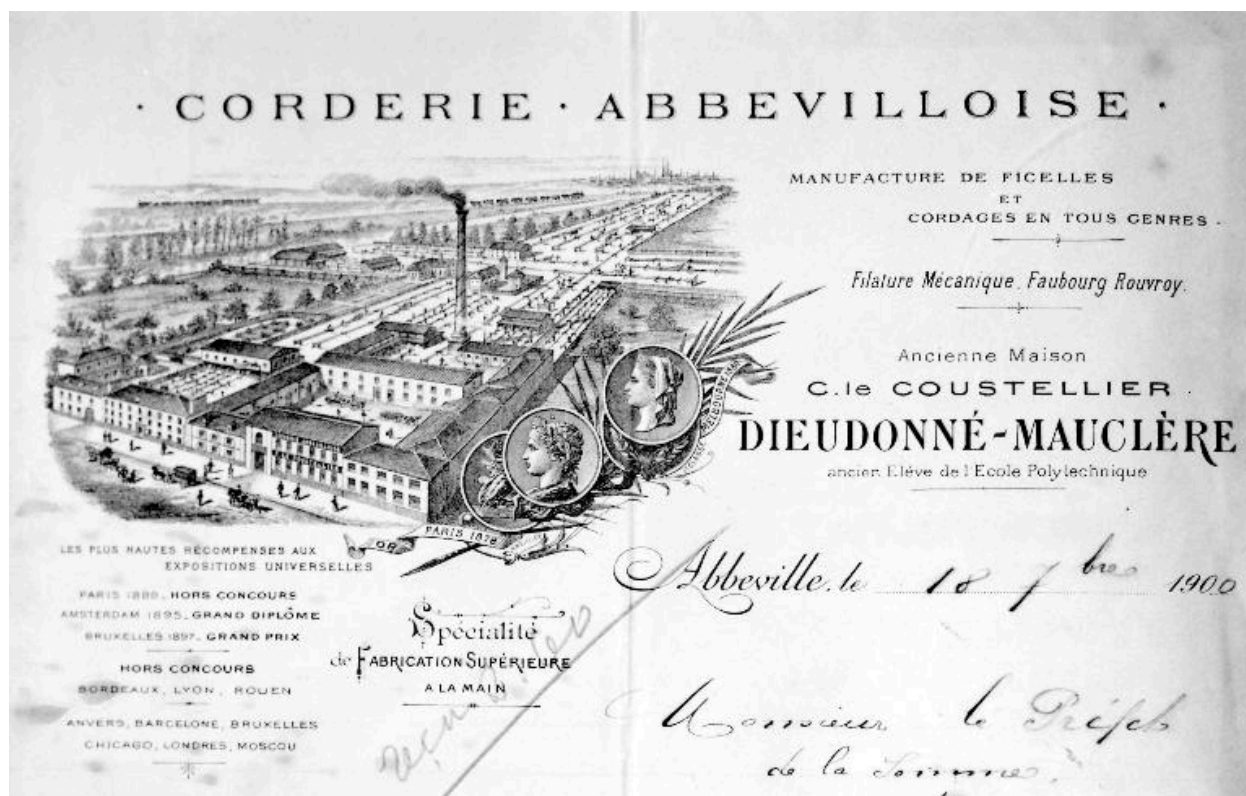 · CORDERIE · ABBEVILLOISE ·
MANUFACTURE DE FICELLES
ET
CORDAGES EN TOUS GENRES.
Filature Mécanique, Faubourg Rouvroy.
Ancienne Maison
C. le COUSTELLIER.
DIEUDONNÉ-MAUCLÈRE
ancien Elève de l'Ecole Polytechnique
MELBOURNE
OR
PARIS 1878
LES PLUS HAUTES RÉCOMPENSES AUX
EXPOSITIONS UNIVERSELLES
PARIS 1889, HORS CONCOURS
AMSTERDAM 1895, GRAND DIPLÔME
BRUXELLES 1897, GRAND PRIX
HORS CONCOURS
BORDEAUX, LYON, ROUEN
ANVERS, BARCELONE, BRUXELLES
CHICAGO, LONDRES, MOSCOU
Spécialité
de FABRICATION SUPÉRIEURE
A LA MAIN
Abbeville, le 18 7bre 1900
Monsieur le Préfet
de la Somme,